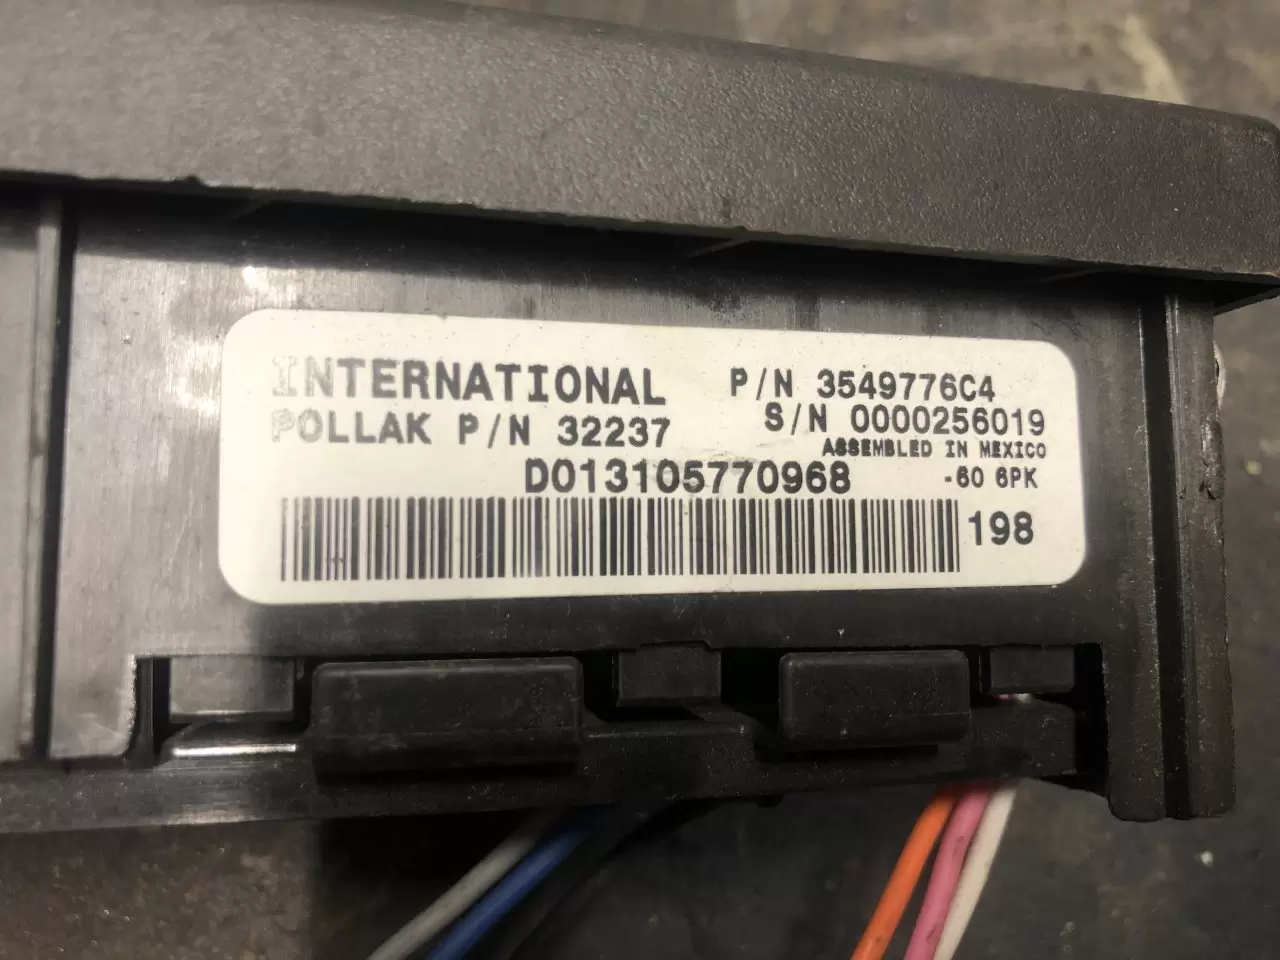 INTERNATIONAL P/N 3549776C4
POLLAK P/N 32237 S/N 0000256019
ASSEMBLED IN MEXICO
D013105770968 -60 6PK
198